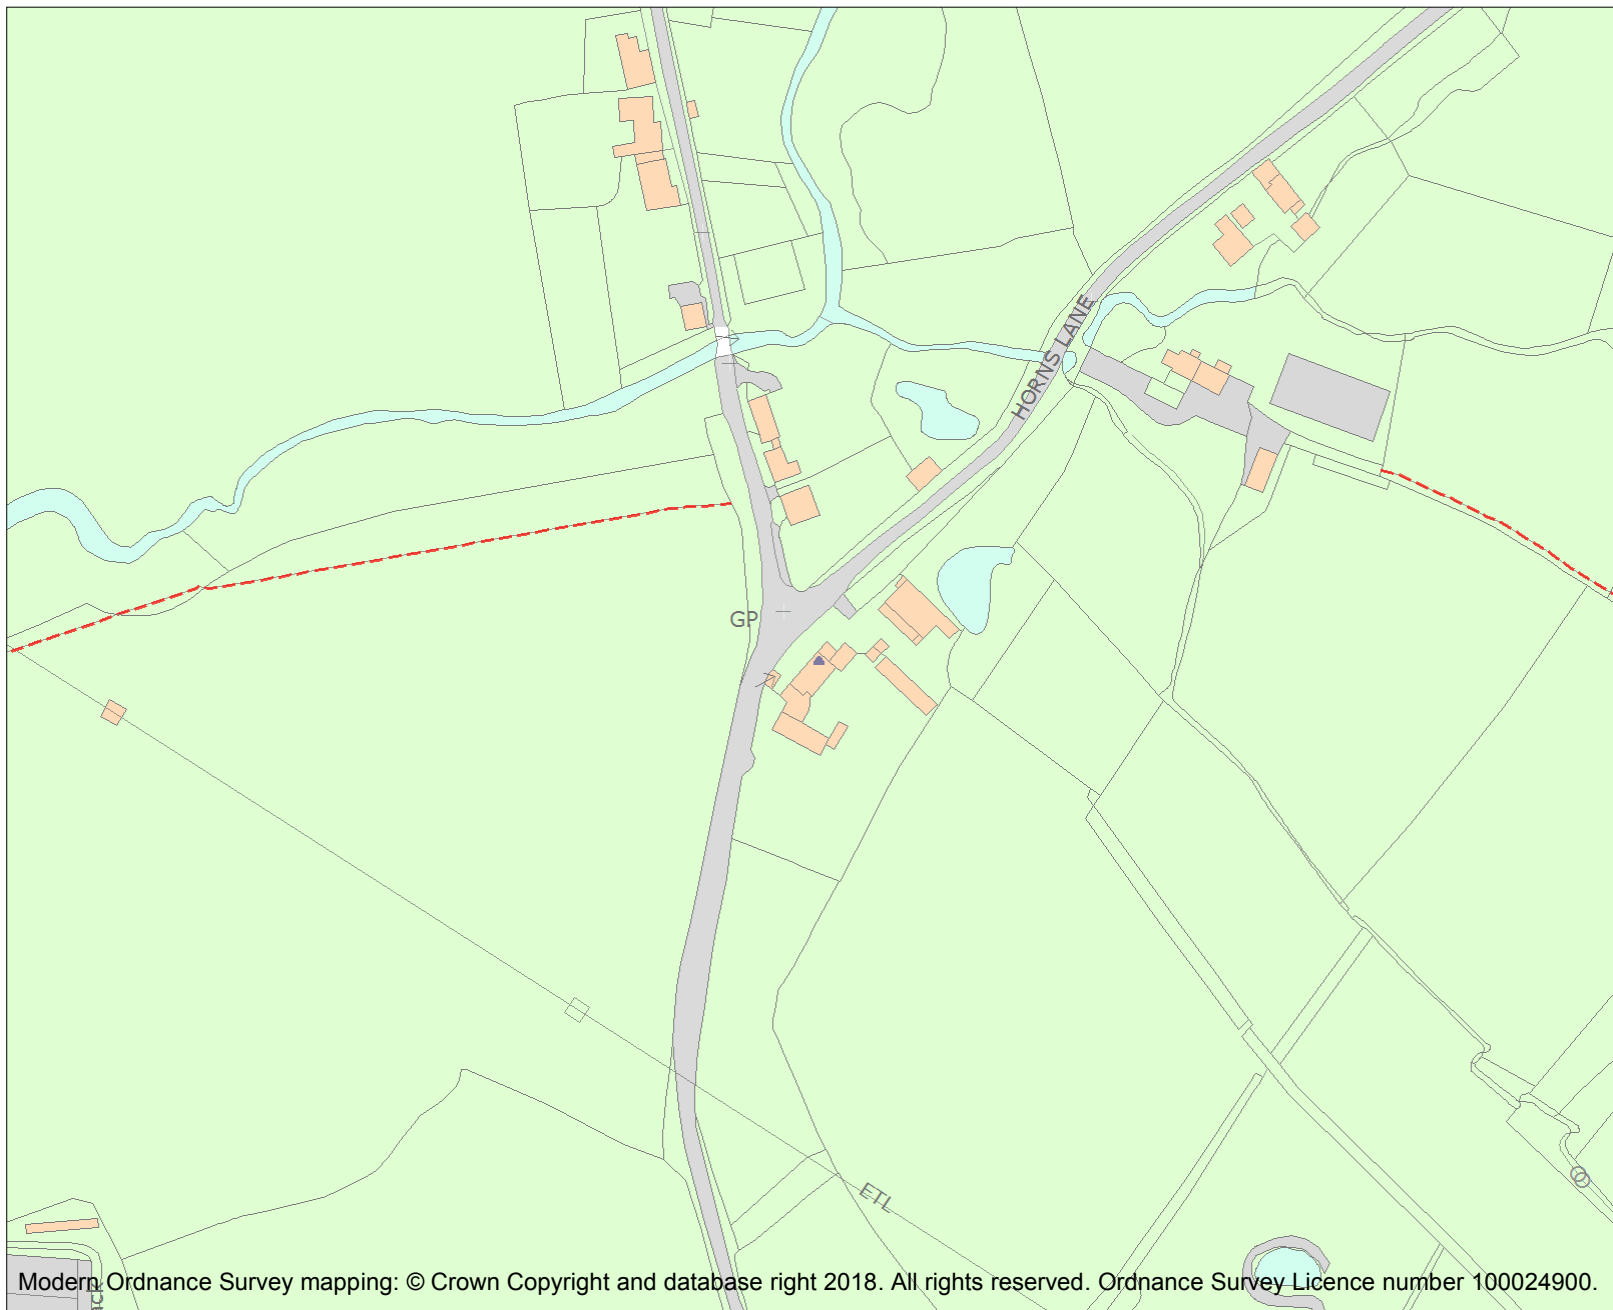 HORNS LANE
GP
ETL
Modern Ordnance Survey mapping: © Crown Copyright and database right 2018. All rights reserved. Ordnance Survey Licence number 100024900.